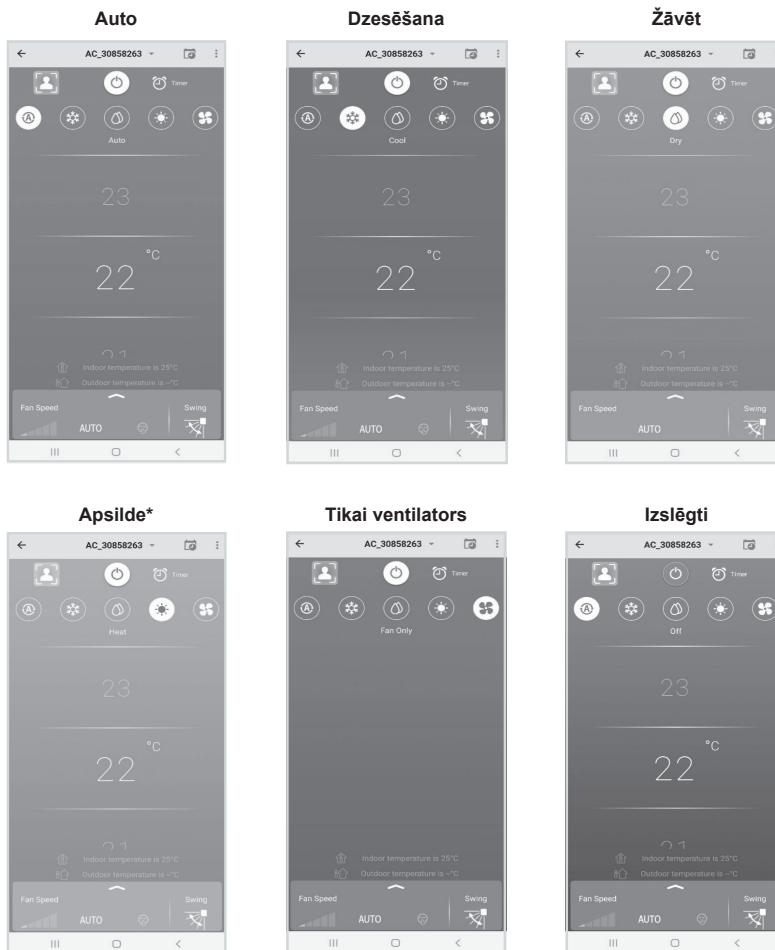 Auto
AC_30858263
Timer
Auto
23
22 °C
21
Indoor temperature is 25°C
Outdoor temperature is --°C
Fan Speed Swing
AUTO
Dzesēšana
AC_30858263
Timer
Cool
23
22 °C
21
Indoor temperature is 25°C
Outdoor temperature is --°C
Fan Speed Swing
AUTO
Žāvēt
AC_30858263
Timer
Dry
23
22 °C
21
Indoor temperature is 25°C
Outdoor temperature is --°C
Fan Speed Swing
AUTO
Apsilde*
AC_30858263
Timer
Heat
23
22 °C
21
Indoor temperature is 25°C
Outdoor temperature is --°C
Fan Speed Swing
AUTO
Tikai ventilators
AC_30858263
Timer
Fan Only
Indoor temperature is 25°C
Outdoor temperature is --°C
Fan Speed Swing
AUTO
Izslēgti
AC_30858263
Timer
Off
23
22 °C
21
Indoor temperature is 25°C
Outdoor temperature is --°C
Fan Speed Swing
AUTO